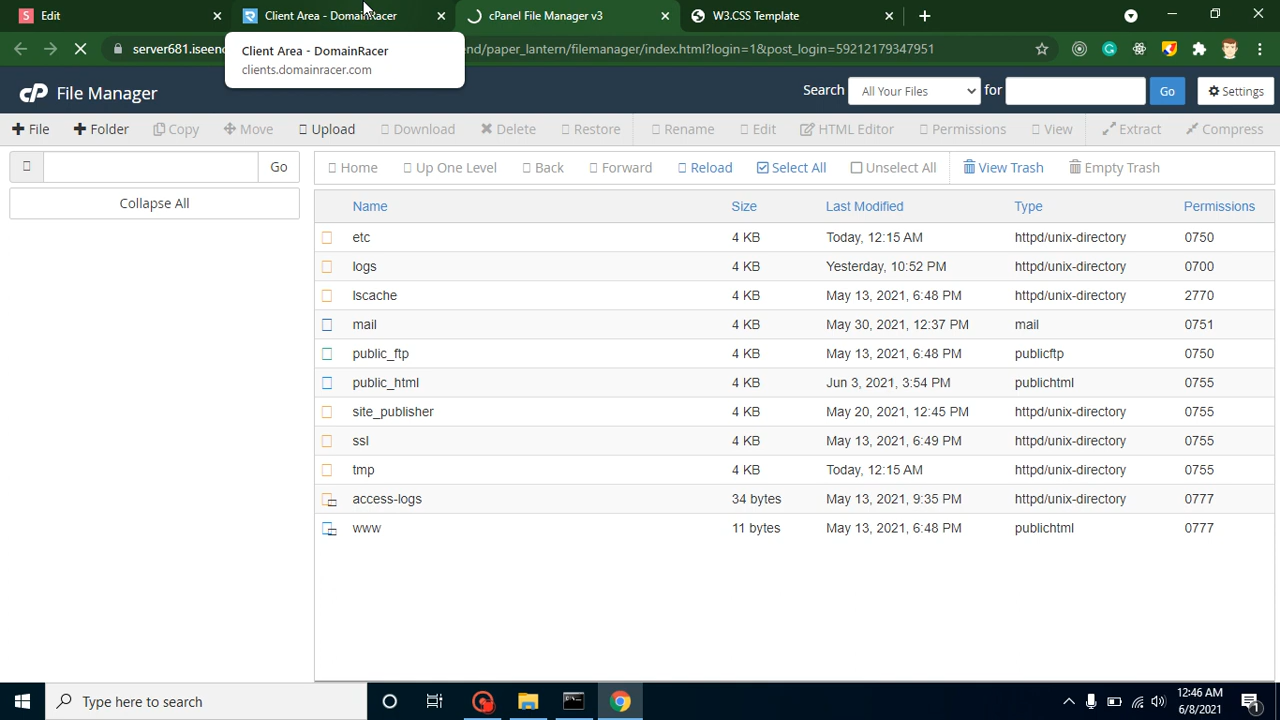 Edit
Client Area - DomainRacer
cPanel File Manager v3
W3.CSS Template
server681.iseenc
end/paper_lantern/filemanager/index.html?login=1&post_login=59212179347951
Client Area - DomainRacer
clients.domainracer.com
cP File Manager
Search All Your Files for Go Settings
File Folder Copy Move Upload Download Delete Restore Rename Edit HTML Editor Permissions View Extract Compress
Go Home Up One Level Back Forward Reload Select All Unselect All View Trash Empty Trash
Collapse All
Name Size Last Modified Type Permissions
etc 4 KB Today, 12:15 AM httpd/unix-directory 0750
logs 4 KB Yesterday, 10:52 PM httpd/unix-directory 0700
lscache 4 KB May 13, 2021, 6:48 PM httpd/unix-directory 2770
mail 4 KB May 30, 2021, 12:37 PM mail 0751
public_ftp 4 KB May 13, 2021, 6:48 PM publicftp 0750
public_html 4 KB Jun 3, 2021, 3:54 PM publichtml 0755
site_publisher 4 KB May 20, 2021, 12:45 PM httpd/unix-directory 0755
ssl 4 KB May 13, 2021, 6:49 PM httpd/unix-directory 0755
tmp 4 KB Today, 12:15 AM httpd/unix-directory 0755
access-logs 34 bytes May 13, 2021, 9:35 PM httpd/unix-directory 0777
www 11 bytes May 13, 2021, 6:48 PM publichtml 0777
Type here to search
12:46 AM
6/8/2021
1